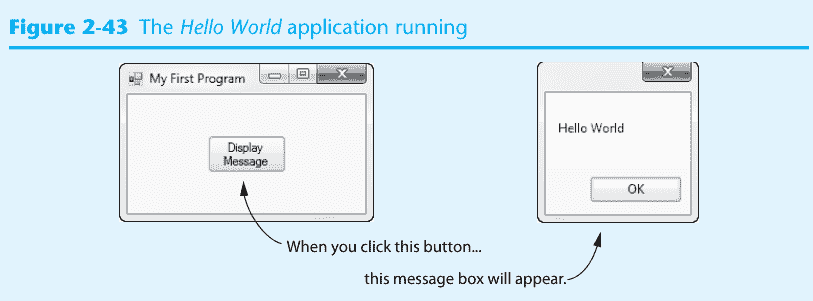 Figure 2-43 The Hello World application running
My First Program
Display
Message
Hello World
OK
When you click this button...
this message box will appear.